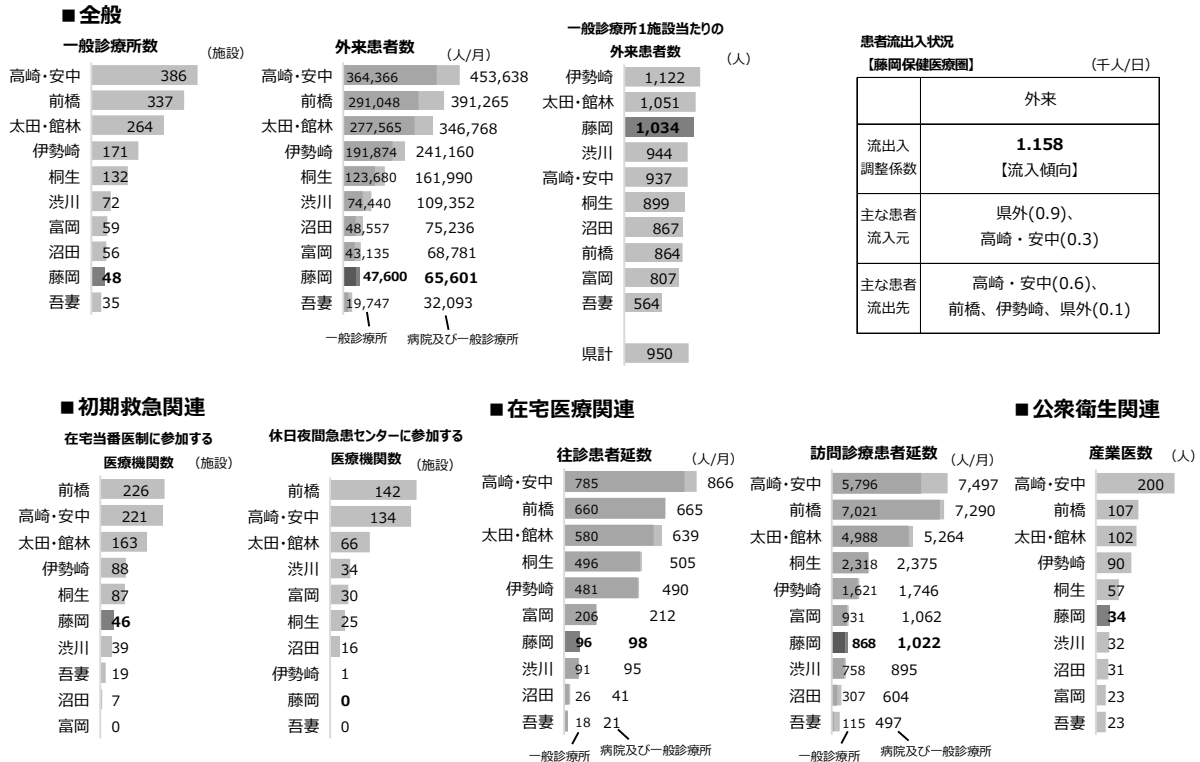 ■全般
一般診療所数 （施設）
高崎・安中 386
前橋 337
太田・館林 264
伊勢崎 171
桐生 132
渋川 72
富岡 59
沼田 56
藤岡 48
吾妻 35
外来患者数 （人/月）
高崎・安中 364,366 453,638
前橋 291,048 391,265
太田・館林 277,565 346,768
伊勢崎 191,874 241,160
桐生 123,680 161,990
渋川 74,440 109,352
沼田 48,557 75,236
富岡 43,135 68,781
藤岡 47,600 65,601
吾妻 19,747 32,093
一般診療所 病院及び一般診療所
一般診療所1施設当たりの
外来患者数 （人）
伊勢崎 1,122
太田・館林 1,051
藤岡 1,034
渋川 944
高崎・安中 937
桐生 899
沼田 867
前橋 864
富岡 807
吾妻 564
県計 950
患者流出入状況
【藤岡保健医療圏】 （千人/日）
外来
流出入
調整係数
1.158
【流入傾向】
主な患者
流入元
県外(0.9)、
高崎・安中(0.3)
主な患者
流出先
高崎・安中(0.6)、
前橋、伊勢崎、県外(0.1)
■初期救急関連
在宅当番医制に参加する
医療機関数 （施設）
前橋 226
高崎・安中 221
太田・館林 163
伊勢崎 88
桐生 87
藤岡 46
渋川 39
吾妻 19
沼田 7
富岡 0
休日夜間急患センターに参加する
医療機関数 （施設）
前橋 142
高崎・安中 134
太田・館林 66
渋川 34
富岡 30
桐生 25
沼田 16
伊勢崎 1
藤岡 0
吾妻 0
■在宅医療関連
往診患者延数 （人/月）
高崎・安中 785 866
前橋 660 665
太田・館林 580 639
桐生 496 505
伊勢崎 481 490
富岡 206 212
藤岡 96 98
渋川 91 95
沼田 26 41
吾妻 18 21
一般診療所 病院及び一般診療所
訪問診療患者延数 （人/月）
高崎・安中 5,796 7,497
前橋 7,021 7,290
太田・館林 4,988 5,264
桐生 2,318 2,375
伊勢崎 1,621 1,746
富岡 931 1,062
藤岡 868 1,022
渋川 758 895
沼田 307 604
吾妻 115 497
一般診療所 病院及び一般診療所
■公衆衛生関連
産業医数 （人）
高崎・安中 200
前橋 107
太田・館林 102
伊勢崎 90
桐生 57
藤岡 34
渋川 32
沼田 31
富岡 23
吾妻 23